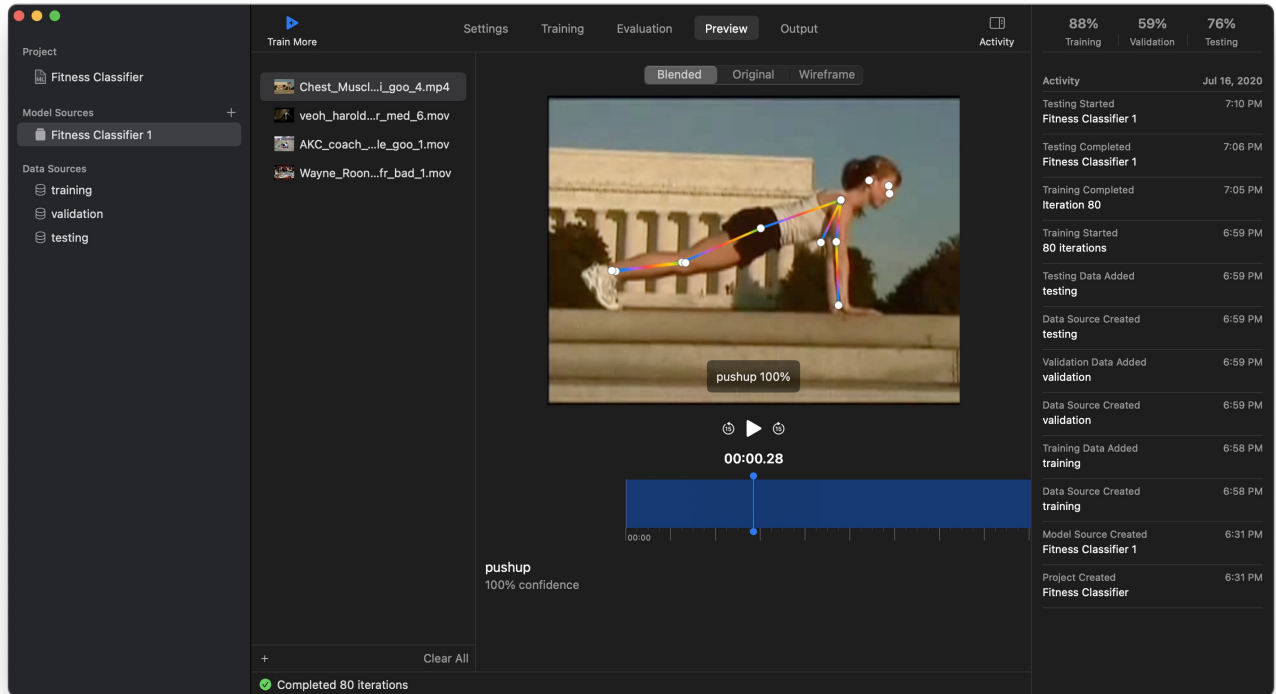 Project
Fitness Classifier
Model Sources
Fitness Classifier 1
Data Sources
training
validation
testing
Train More
Settings
Training
Evaluation
Preview
Output
Activity
Chest_Muscl...i_goo_4.mp4
veoh_harold...r_med_6.mov
AKC_coach_...le_goo_1.mov
Wayne_Roon...fr_bad_1.mov
+
Clear All
Completed 80 iterations
Blended
Original
Wireframe
pushup 100%
15
15
00:00.28
00:00
pushup
100% confidence
88% 59% 76%
Training Validation Testing
Activity Jul 16, 2020
Testing Started 7:10 PM
Fitness Classifier 1
Testing Completed 7:06 PM
Fitness Classifier 1
Training Completed 7:05 PM
Iteration 80
Training Started 6:59 PM
80 iterations
Testing Data Added 6:59 PM
testing
Data Source Created 6:59 PM
testing
Validation Data Added 6:59 PM
validation
Data Source Created 6:59 PM
validation
Training Data Added 6:58 PM
training
Data Source Created 6:58 PM
training
Model Source Created 6:31 PM
Fitness Classifier 1
Project Created 6:31 PM
Fitness Classifier